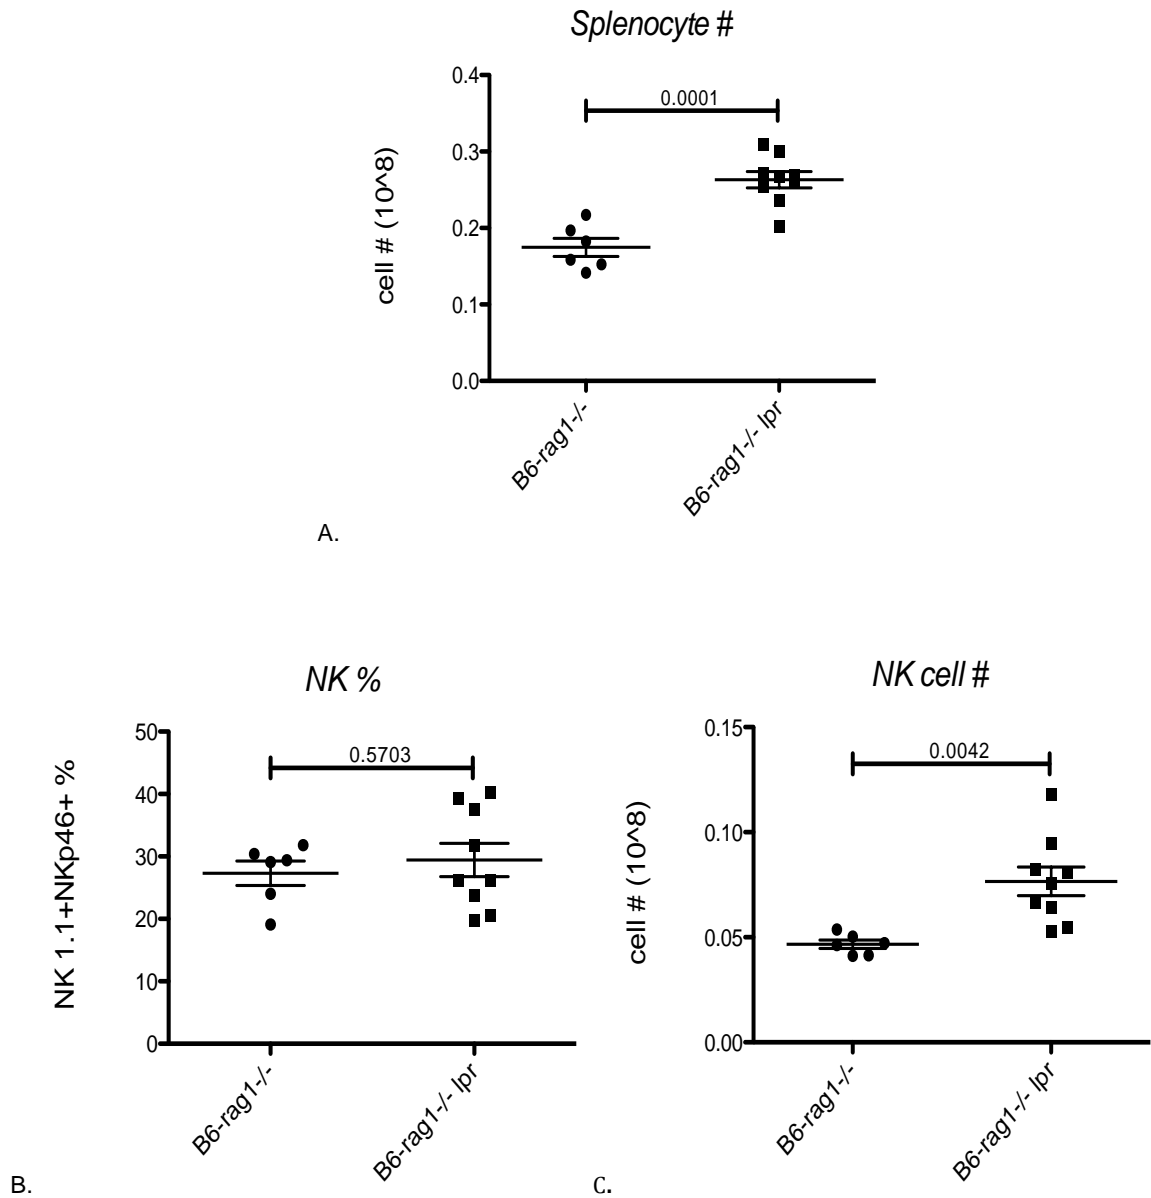 Splenocyte #
0.4
0.0001
0.3
cell # (10^8)
0.2
0.1
0.0
B6-rag1-/-
B6-rag1-/- lpr
A.
NK %
50
0.5703
40
NK 1.1+NKp46+ %
30
20
10
0
B6-rag1-/-
B6-rag1-/- lpr
B.
NK cell #
0.15
0.0042
0.10
cell # (10^8)
0.05
0.00
B6-rag1-/-
B6-rag1-/- lpr
C.